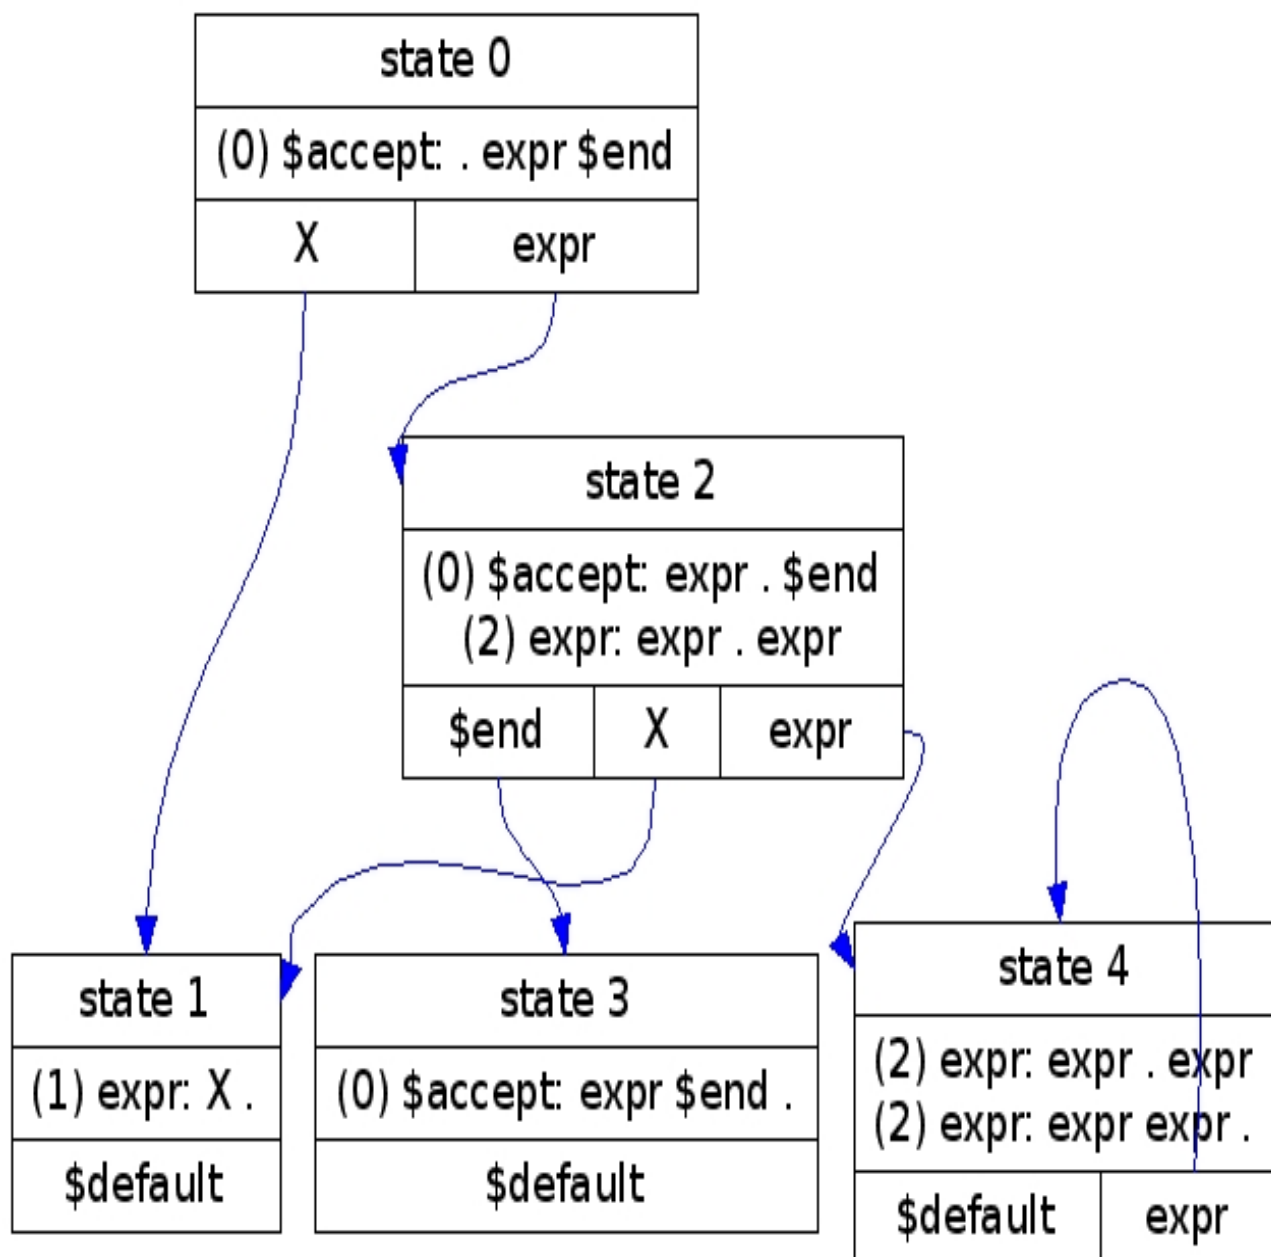 state 0
(0) $accept: . expr $end
X expr
state 2
(0) $accept: expr . $end
(2) expr: expr . expr
$end X expr
state 1
(1) expr: X .
$default
state 3
(0) $accept: expr $end .
$default
state 4
(2) expr: expr . expr
(2) expr: expr expr .
$default expr